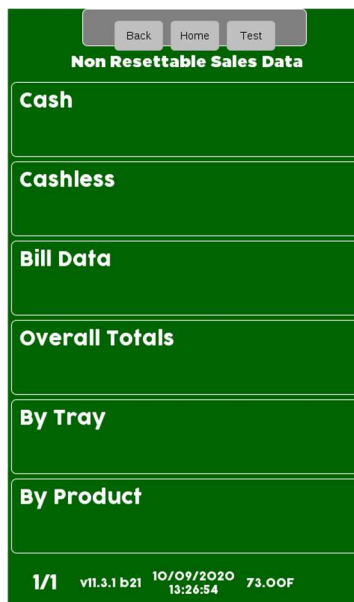 Back Home Test
Non Resettable Sales Data
Cash
Cashless
Bill Data
Overall Totals
By Tray
By Product
1/1 v11.3.1 b21 10/09/2020 73.00F
13:26:54